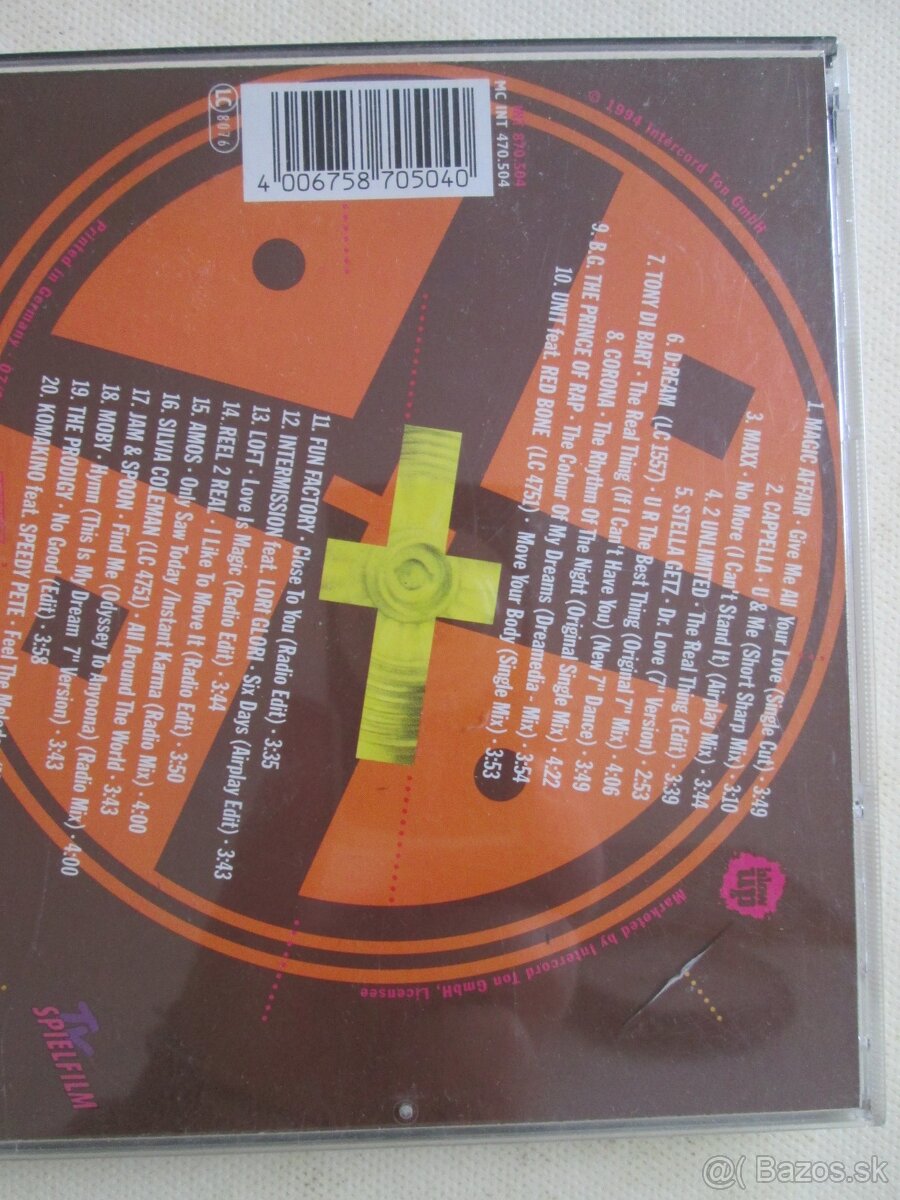 LC 8076
4 006758 705040
MC INT 470.504
870.504
© 1994 Intercord Ton GmbH
1. MAGIC AFFAIR · Give Me All Your Love (Single Cut) · 3:49
2. CAPPELLA · U & Me (Short Sharp Mix) · 3:10
3. MAXX · No More (I Can't Stand It) (Airplay Mix) · 3:44
4. 2 UNLIMITED · The Real Thing (Edit) · 3:39
5. STELLA GETZ · Dr. Love (7" Version) · 2:53
6. D:REAM (LC 1557) · U R The Best Thing (Orginal 7" Mix) · 4:06
7. TONY DI BART · The Real Thing (If I Can't Have You) (New 7" Dance) · 3:49
8. CORONA · The Rhythm Of The Night (Original Single Mix) · 4:22
9. B.G. THE PRINCE OF RAP · The Colour Of My Dreams (Dreamedia - Mix) · 3:54
10. UNIT feat. RED BONE (LC 4751) · Move Your Body (Single Mix) · 3:53
11. FUN FACTORY · Close To You (Radio Edit) · 3:35
12. INTERMISSION feat. LORI GLORI · Six Days (Airplay Edit) · 3:43
13. LOFT · Love is Magic (Radio Edit) · 3:44
14. REEL 2 REAL · I Like To Move It (Radio Edit) · 3:50
15. AMOS · Only Saw Today /Instant Karma (Radio Mix) · 4:00
16. SILVA COLEMAN (LC 4751) · All Around The World · 3:43
17. JAM & SPOON · Find Me (Odyssey To Anyoona) (Radio Mix) · 4:00
18. MOBY · Hymn (This Is My Dream 7" Version) · 3:43
19. THE PRODIGY · No Good (Edit) · 3:58
20. KOMAKINO feat. SPEEDY PETE · Feel The
blow up
Marketed by Intercord Ton GmbH, Licensee
Printed in Germany
TV SPIELFILM
@( Bazos.sk